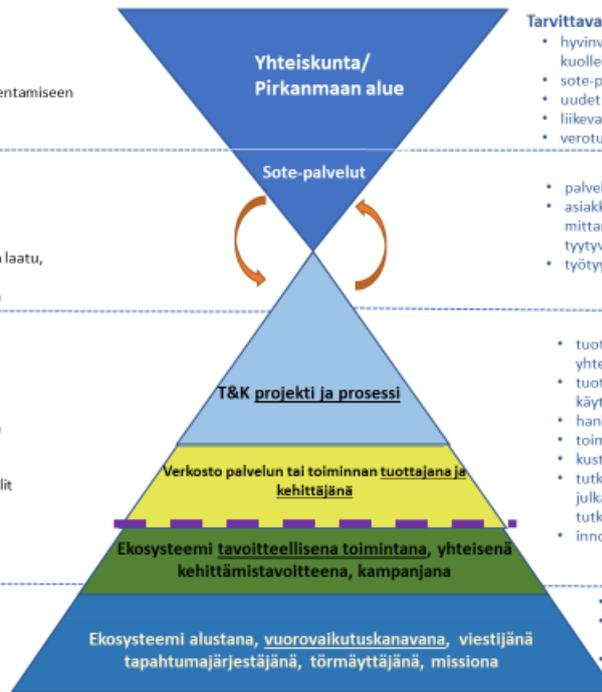 Yhteiskunta/
Pirkanmaan alue
Sote-palvelut
T&K projekti ja prosessi
Verkosto palvelun tai toiminnan tuottajana ja
kehittäjänä
Ekosysteemi tavoitteellisena toimintana, yhteisenä
kehittämistavoitteena, kampanjana
Ekosysteemi alustana, vuorovaikutuskanavana, viestijänä
tapahtumajärjestäjänä, törmäyttäjänä, missiona
entamiseen
laatu,
lit
Tarvittava
hyvinv
kuolle
sote-p
uudet
liikeva
verotu
palvel
asiakk
mitta
tyytyv
työtyy
tuot
yhte
tuot
käyt
han
toim
kust
tutk
julka
tutk
inno